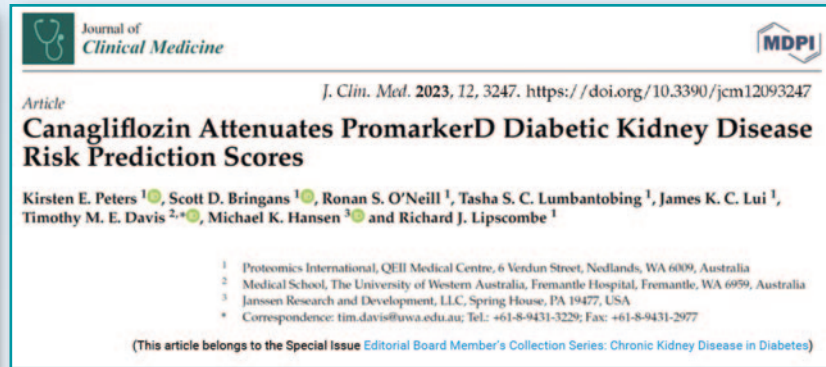 Journal of
Clinical Medicine
MDPI
J. Clin. Med. 2023, 12, 3247. https://doi.org/10.3390/jcm12093247
Article
Canagliflozin Attenuates PromarkerD Diabetic Kidney Disease
Risk Prediction Scores
Kirsten E. Peters 1, Scott D. Bringans 1, Ronan S. O'Neill 1, Tasha S. C. Lumbantobing 1, James K. C. Lui 1,
Timothy M. E. Davis 2,*, Michael K. Hansen 3 and Richard J. Lipscombe 1
1 Proteomics International, QEII Medical Centre, 6 Verdun Street, Nedlands, WA 6009, Australia
2 Medical School, The University of Western Australia, Fremantle Hospital, Fremantle, WA 6959, Australia
3 Janssen Research and Development, LLC, Spring House, PA 19477, USA
* Correspondence: tim.davis@uwa.edu.au; Tel.: +61-8-9431-3229; Fax: +61-8-9431-2977
(This article belongs to the Special Issue Editorial Board Member's Collection Series: Chronic Kidney Disease in Diabetes)